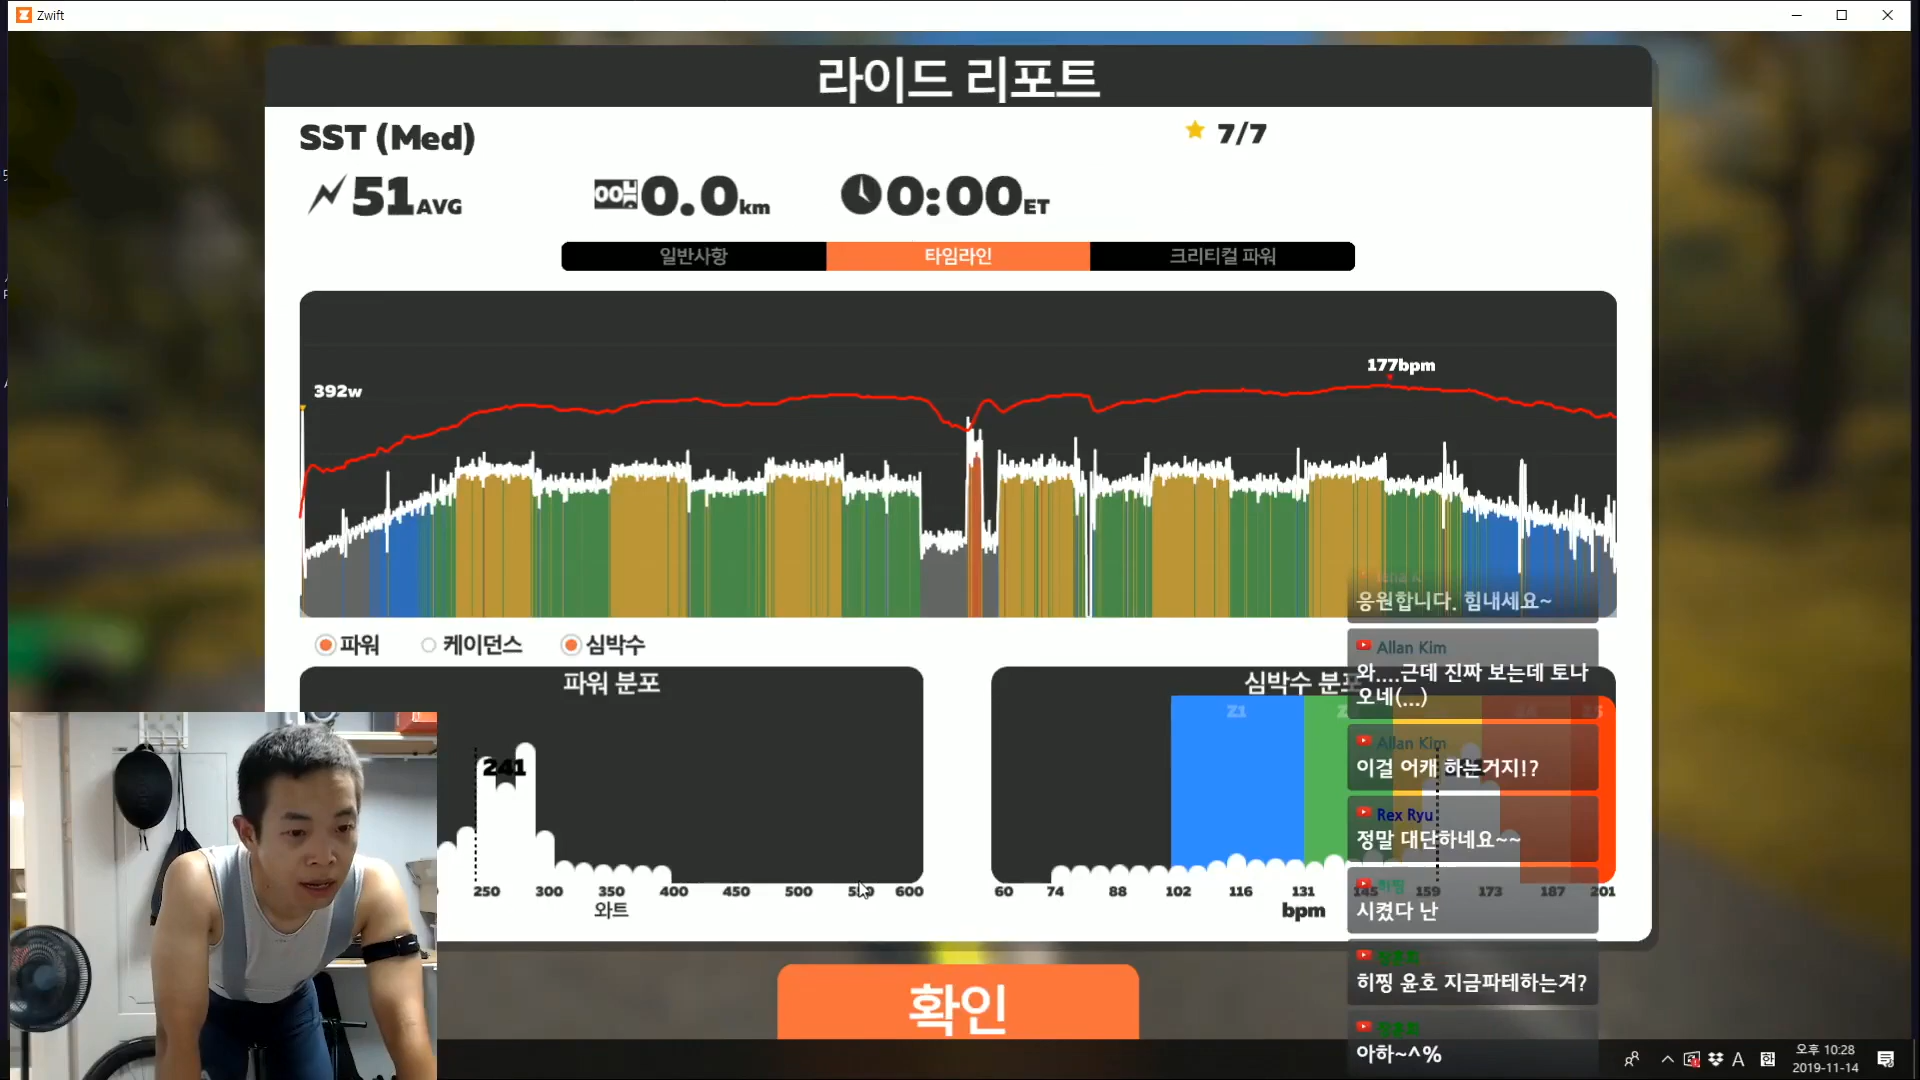 Zwift
라이드 리포트
SST (Med)
7/7
51AVG
0.0km
0:00ET
일반사항
타임라인
크리티컬 파워
392w
177bpm
파워
케이던스
심박수
파워 분포
241
250 300 350 400 450 500 600
와트
심박수 분포
Z1
60 74 88 102 116 131 145 159 173 187 201
bpm
응원합니다. 힘내세요~
Allan Kim
와....근데 진짜 보는데 토나
오네(...)
Allan Kim
이걸 어캐 하는거지!?
Rex Ryu
정말 대단하네요~~
히찡
시켰다 난
히찡 윤호 지금파테하는겨?
아하~^%
확인
A
한
오후 10:28
2019-11-14